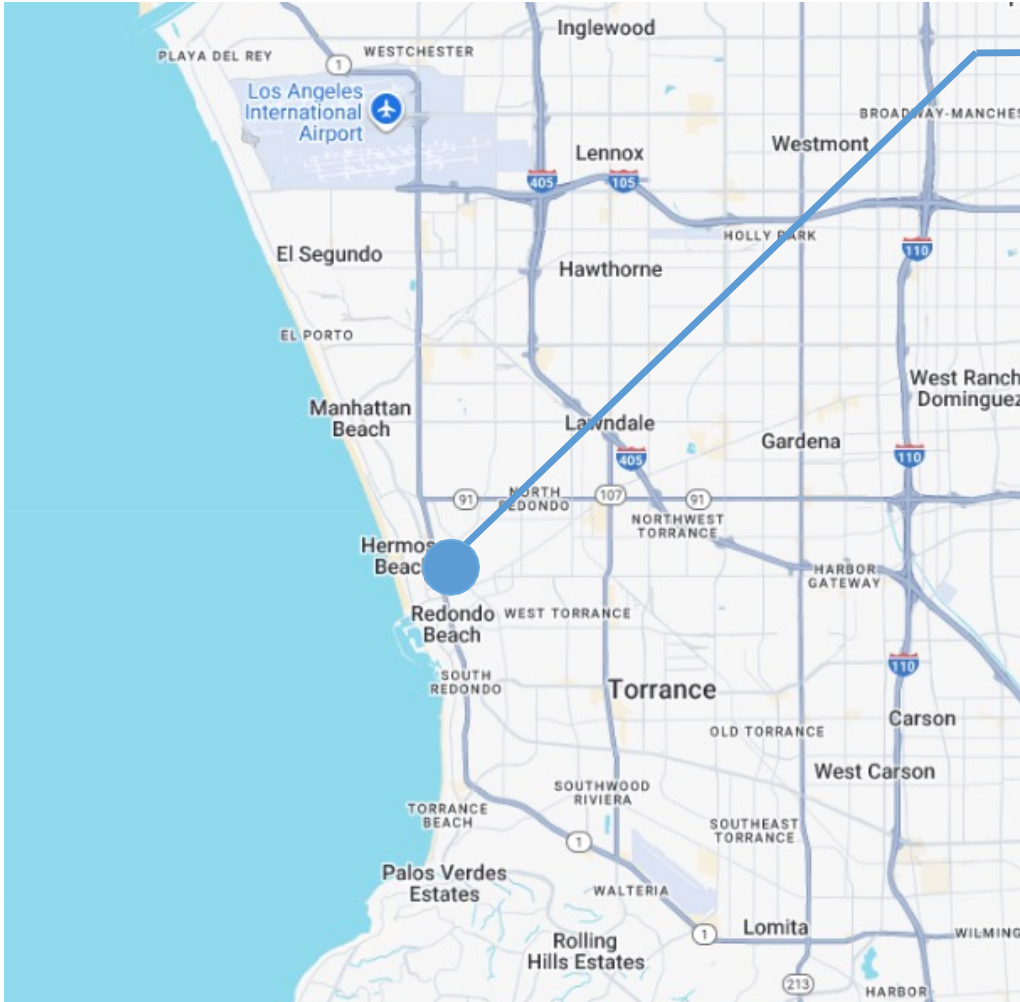 Inglewood
PLAYA DEL REY
WESTCHESTER
1
Los Angeles
International
Airport
BROADWAY-MANCHES
Westmont
Lennox
405
105
HOLLY PARK
110
El Segundo
Hawthorne
EL PORTO
West Ranch
Dominguez
Manhattan
Beach
Lawndale
Gardena
405
110
91
NORTH
REDONDO
107
91
NORTHWEST
TORRANCE
Hermos
Beac
HARBOR
GATEWAY
Redondo
Beach
WEST TORRANCE
110
SOUTH
REDONDO
Torrance
Carson
OLD TORRANCE
West Carson
SOUTHWOOD
RIVIERA
TORRANCE
BEACH
SOUTHEAST
TORRANCE
1
Palos Verdes
Estates
WALTERIA
1
Lomita
WILMING
Rolling
Hills Estates
213
HARBOR